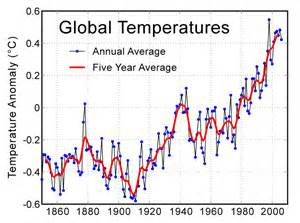 Global Temperatures
Annual Average
Five Year Average
Temperature Anomaly (°C)
0.6
0.4
0.2
0
-0.2
-0.4
-0.6
1860 1880 1900 1920 1940 1960 1980 2000